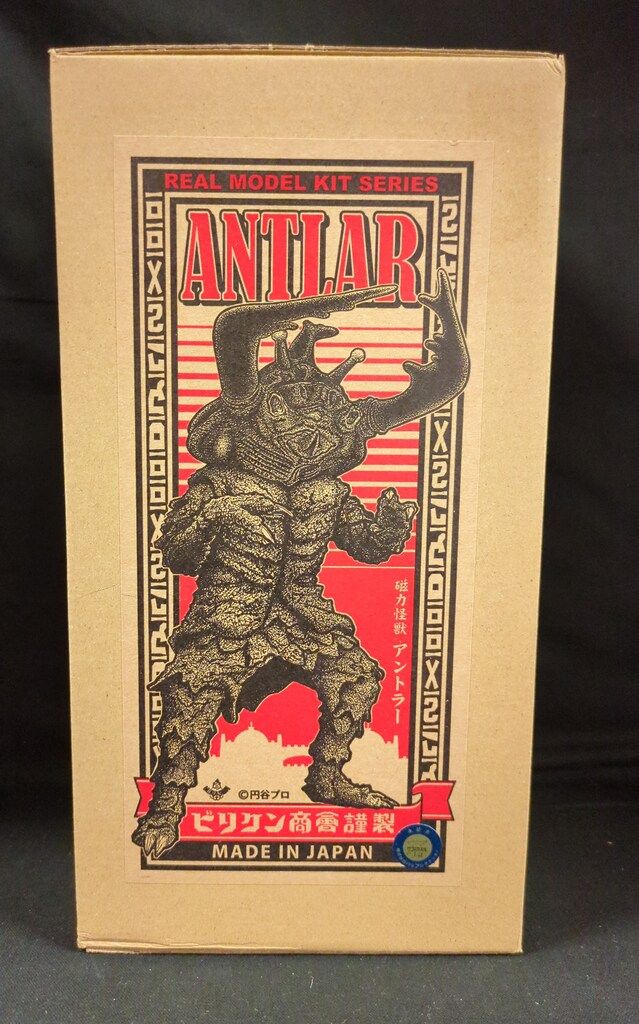 REAL MODEL KIT SERIES
ANTLAR
磁力怪獣 アントラー
©円谷プロ
ビリケン商會謹製
MADE IN JAPAN